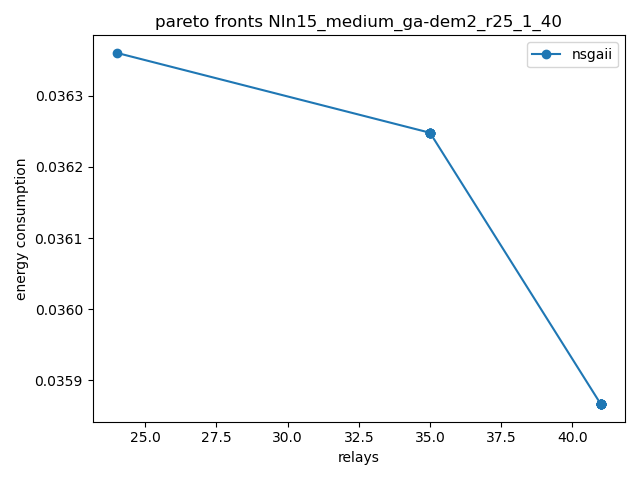 pareto fronts NIn15_medium_ga-dem2_r25_1_40
nsgaii
energy consumption
0.0363
0.0362
0.0361
0.0360
0.0359
25.0 27.5 30.0 32.5 35.0 37.5 40.0
relays